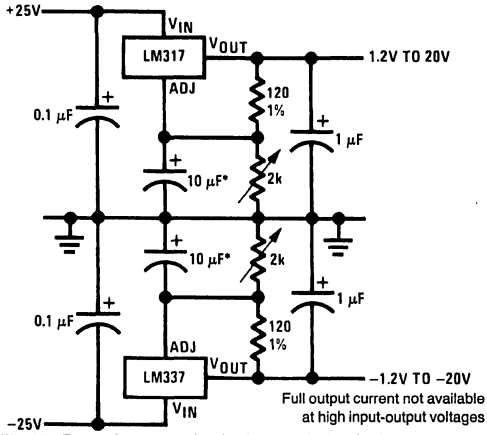 +25V
VIN
LM317
VOUT
1.2V TO 20V
ADJ
120
1%
+
0.1 µF
+
1 µF
+
10 µF*
2k
+
10 µF*
2k
+
0.1 µF
+
1 µF
120
1%
ADJ
LM337
VOUT
–1.2V TO –20V
VIN
–25V
Full output current not available
at high input-output voltages